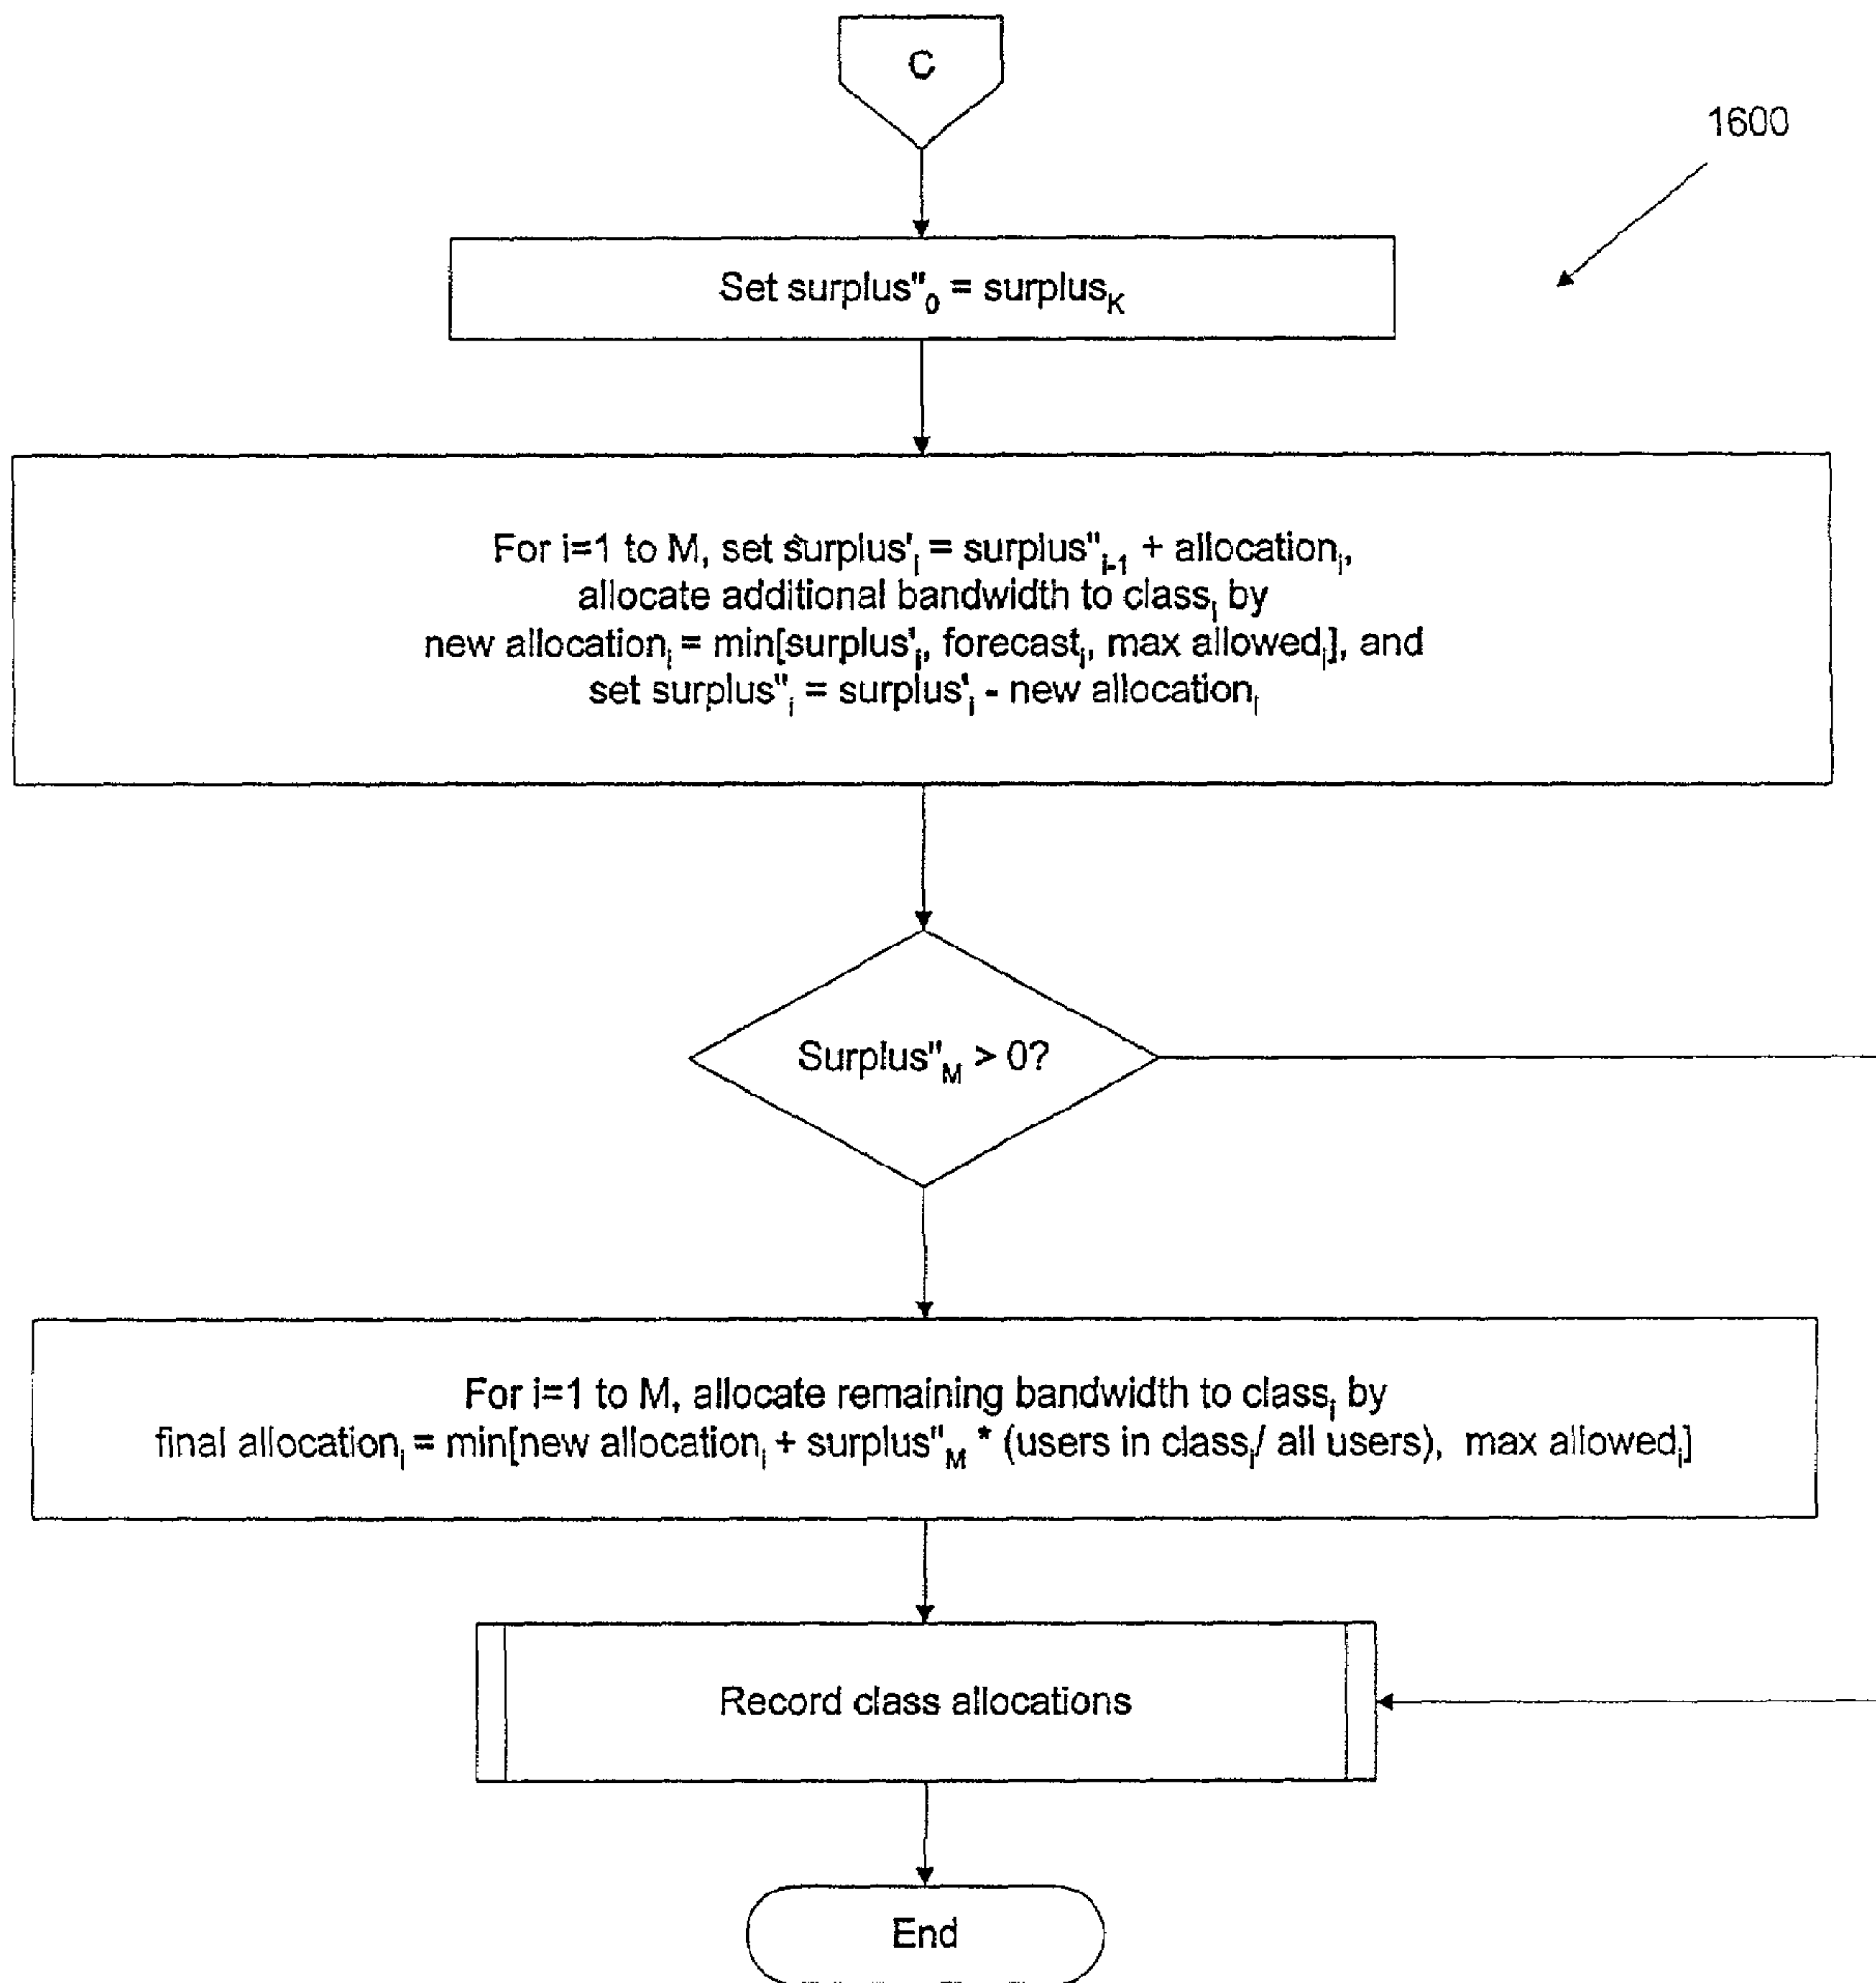 C
1600
Set surplus"₀ = surplusₖ
For i=1 to M, set surplus'ᵢ = surplus"ᵢ₋₁ + allocationᵢ,
allocate additional bandwidth to classᵢ by
new allocationᵢ = min[surplus'ᵢ, forecastᵢ, max allowedᵢ], and
set surplus"ᵢ = surplus'ᵢ - new allocationᵢ
Surplus"_M > 0?
For i=1 to M, allocate remaining bandwidth to classᵢ by
final allocationᵢ = min[new allocationᵢ + surplus"_M * (users in classᵢ/ all users), max allowedᵢ]
Record class allocations
End